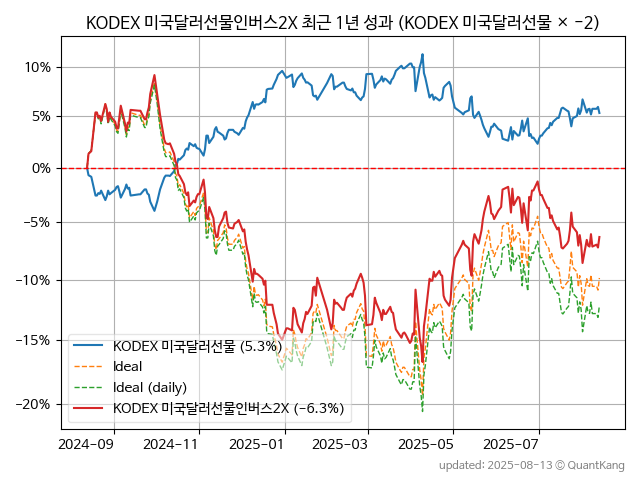 KODEX 미국달러선물인버스2X 최근 1년 성과 (KODEX 미국달러선물 × −2)
10%
5%
0%
−5%
−10%
−15%
−20%
KODEX 미국달러선물 (5.3%)
Ideal
Ideal (daily)
KODEX 미국달러선물인버스2X (−6.3%)
2024-09
2024-11
2025-01
2025-03
2025-05
2025-07
updated: 2025-08-13 © QuantKang